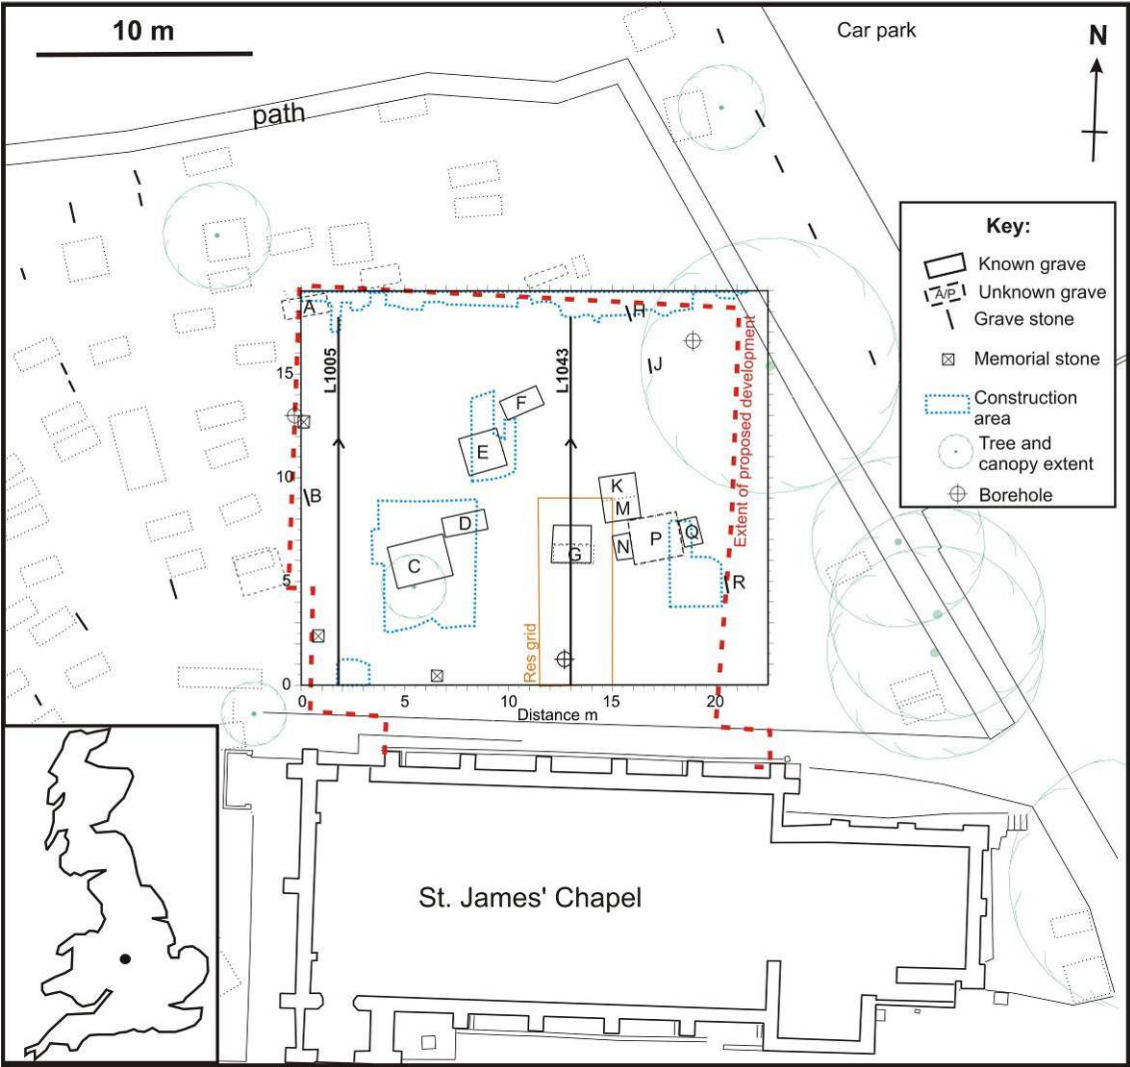 10 m
Car park
N
path
Key:
Known grave
A/P
Unknown grave
Grave stone
Memorial stone
Construction
area
Tree and
canopy extent
Borehole
A
H
J
L1005
L1043
Extent of proposed development
15
F
E
10
B
K
M
D
Q
P
N
G
C
5
R
Res grid
0
0
5
10
15
20
Distance m
St. James' Chapel